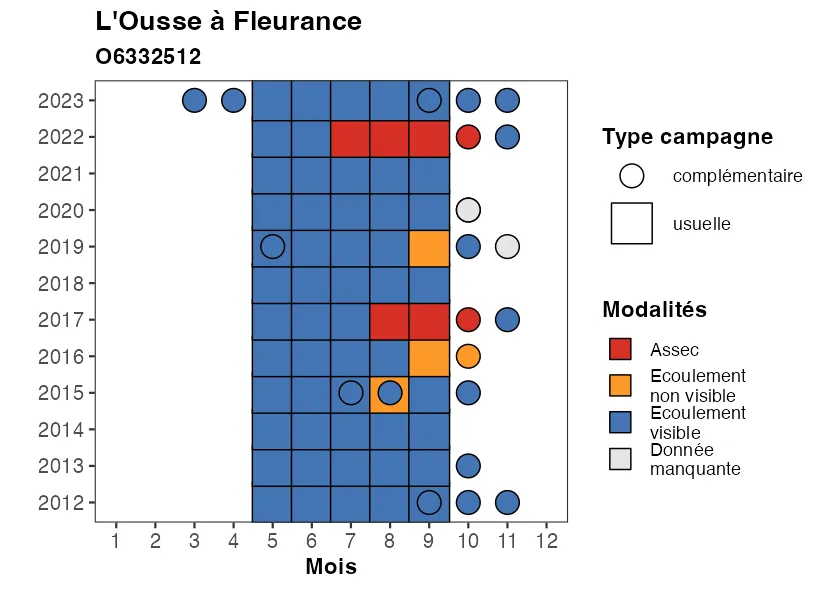 L'Ousse à Fleurance
O6332512
2023
2022
2021
2020
2019
2018
2017
2016
2015
2014
2013
2012
1 2 3 4 5 6 7 8 9 10 11 12
Mois
Type campagne
complémentaire
usuelle
Modalités
Assec
Ecoulement
non visible
Ecoulement
visible
Donnée
manquante